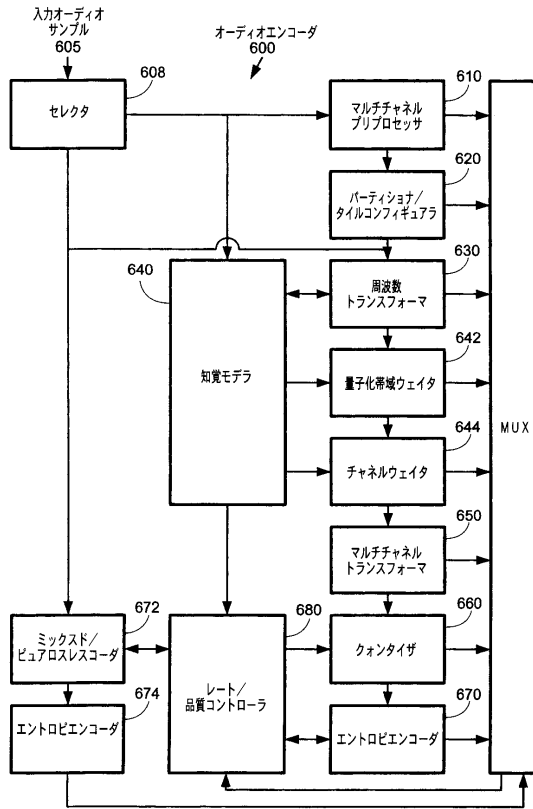 入力オーディオ
サンプル
605
オーディオエンコーダ
600
608
セレクタ
610
マルチチャネル
プリプロセッサ
620
パーティショナ/
タイルコンフィギュアラ
630
周波数
トランスフォーマ
640
知覚モデラ
642
量子化帯域ウェイタ
644
チャネルウェイタ
MUX
650
マルチチャネル
トランスフォーマ
672
ミックスド/
ピュアロスレスコーダ
680
レート/
品質コントローラ
660
クォンタイザ
674
エントロピエンコーダ
670
エントロピエンコーダ